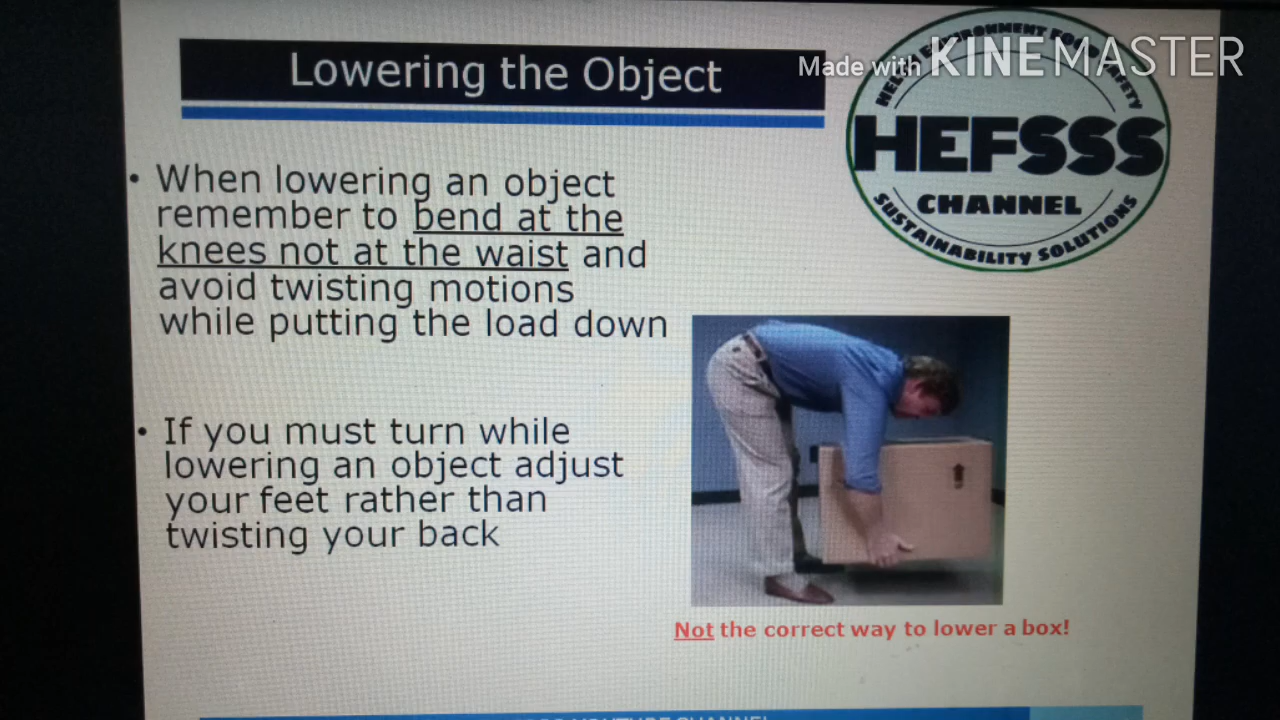 Lowering the Object
Made with KINEMASTER
HEFSSS
CHANNEL
SUSTAINABILITY SOLUTIONS
• When lowering an object
remember to bend at the
knees not at the waist and
avoid twisting motions
while putting the load down
• If you must turn while
lowering an object adjust
your feet rather than
twisting your back
Not the correct way to lower a box!